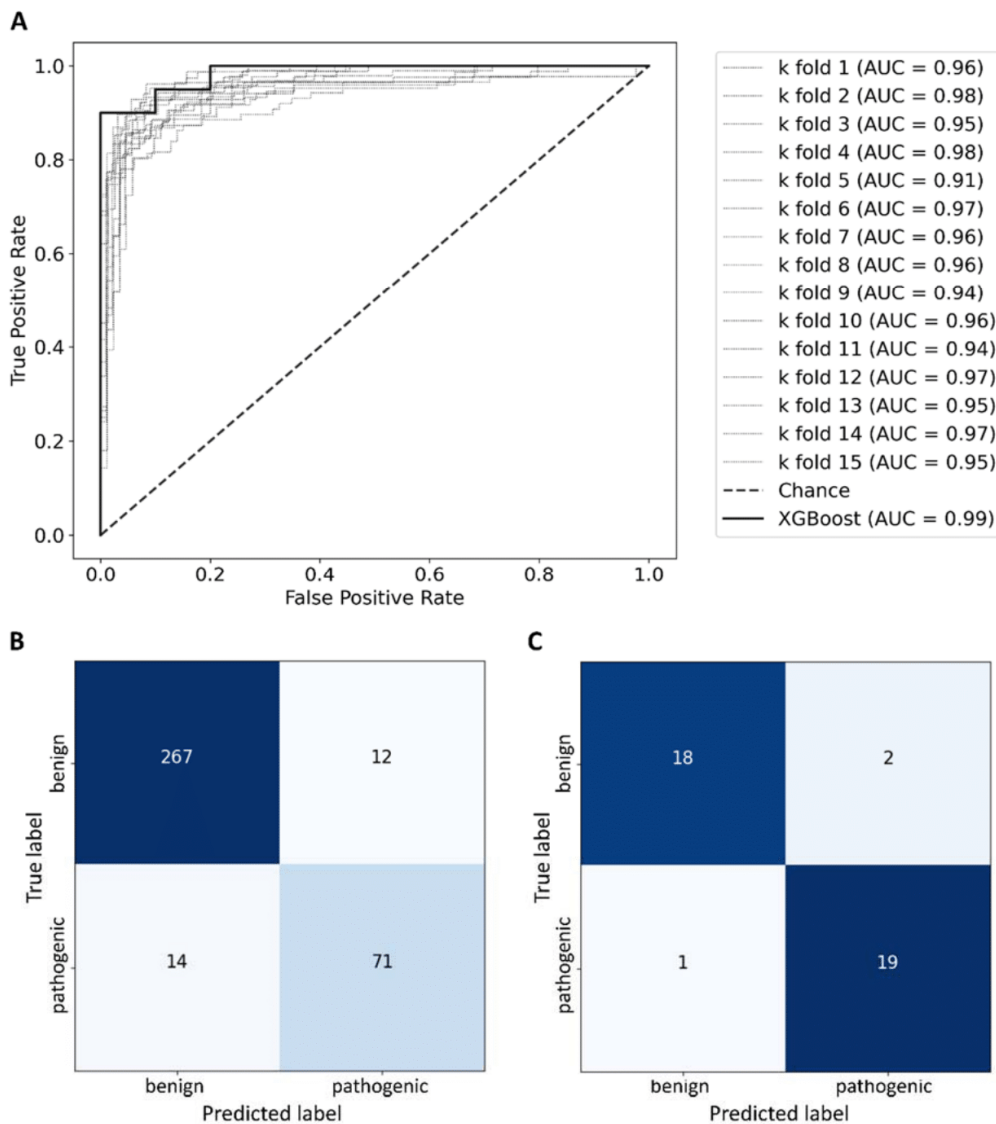 A
1.0
0.8
0.6
0.4
0.2
0.0
True Positive Rate
0.0 0.2 0.4 0.6 0.8 1.0
False Positive Rate
k fold 1 (AUC = 0.96)
k fold 2 (AUC = 0.98)
k fold 3 (AUC = 0.95)
k fold 4 (AUC = 0.98)
k fold 5 (AUC = 0.91)
k fold 6 (AUC = 0.97)
k fold 7 (AUC = 0.96)
k fold 8 (AUC = 0.96)
k fold 9 (AUC = 0.94)
k fold 10 (AUC = 0.96)
k fold 11 (AUC = 0.94)
k fold 12 (AUC = 0.97)
k fold 13 (AUC = 0.95)
k fold 14 (AUC = 0.97)
k fold 15 (AUC = 0.95)
Chance
XGBoost (AUC = 0.99)
B
True label
benign
pathogenic
267 12
14 71
benign pathogenic
Predicted label
C
True label
benign
pathogenic
18 2
1 19
benign pathogenic
Predicted label